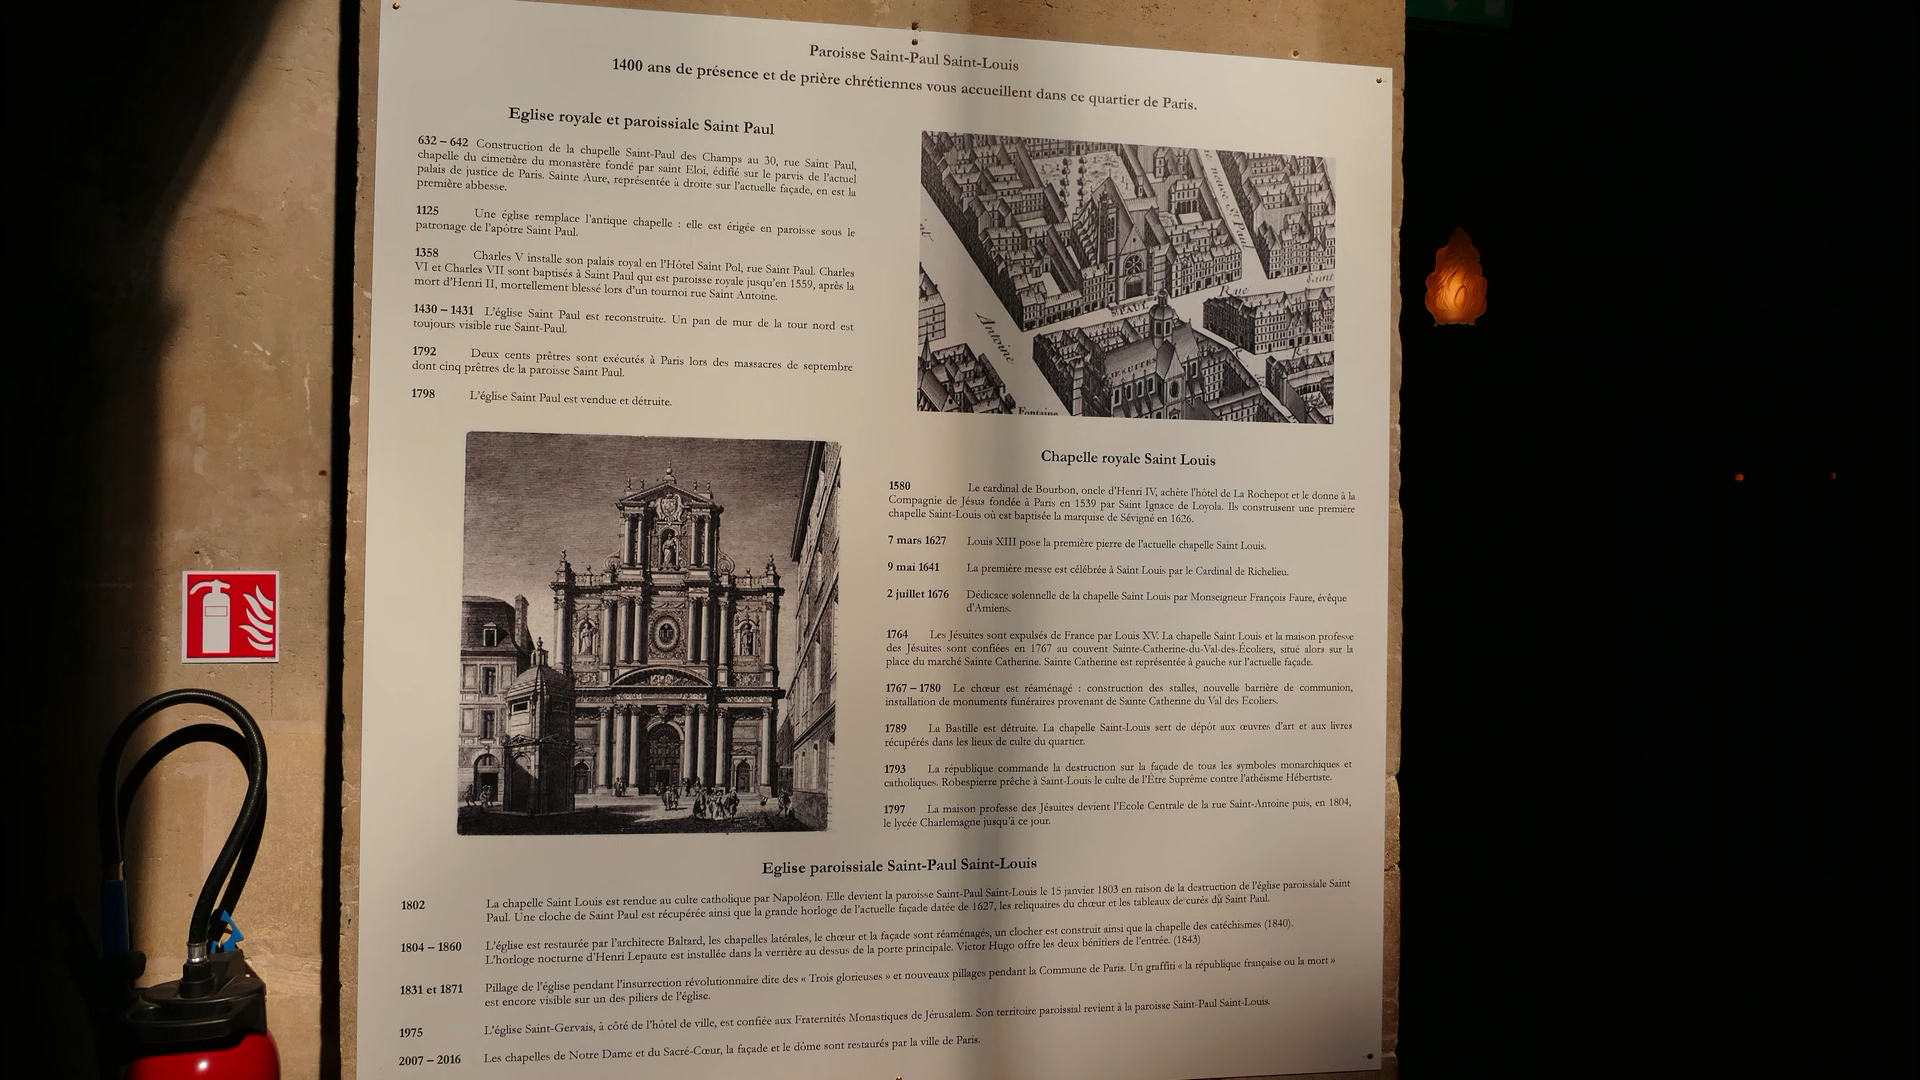 Paroisse Saint-Paul Saint-Louis
1400 ans de présence et de prière chrétiennes vous accueillent dans ce quartier de Paris.
Eglise royale et paroissiale Saint Paul
632 – 642 Construction de la chapelle Saint-Paul des Champs au 30, rue Saint Paul,
chapelle du cimetière du monastère fondé par saint Eloi, édifié sur le parvis de l'actuel
palais de justice de Paris. Sainte Aure, représentée à droite sur l'actuelle façade, en est la
première abbesse.
1125 Une église remplace l'antique chapelle : elle est érigée en paroisse sous le
patronage de l'apôtre Saint Paul.
1358 Charles V installe son palais royal en l'Hôtel Saint Pol, rue Saint Paul. Charles
VI et Charles VII sont baptisés à Saint Paul qui est paroisse royale jusqu'en 1559, après la
mort d'Henri II, mortellement blessé lors d'un tournoi rue Saint Antoine.
1430 – 1431 L'église Saint Paul est reconstruite. Un pan de mur de la tour nord est
toujours visible rue Saint-Paul.
1792 Deux cents prêtres sont exécutés à Paris lors des massacres de septembre
dont cinq prêtres de la paroisse Saint Paul.
1798 L'église Saint Paul est vendue et détruite.
neuve St Paul
Saint
Rue
S PAUL
Antoine
Fontaine
Chapelle royale Saint Louis
1580 Le cardinal de Bourbon, oncle d'Henri IV, achète l'hôtel de La Rochepot et le donne à la
Compagnie de Jésus fondée à Paris en 1539 par Saint Ignace de Loyola. Ils construisent une première
chapelle Saint-Louis où est baptisée la marquise de Sévigné en 1626.
7 mars 1627 Louis XIII pose la première pierre de l'actuelle chapelle Saint Louis.
9 mai 1641 La première messe est célébrée à Saint Louis par le Cardinal de Richelieu.
2 juillet 1676 Dédicace solennelle de la chapelle Saint Louis par Monseigneur François Faure, évêque
d'Amiens.
1764 Les Jésuites sont expulsés de France par Louis XV. La chapelle Saint Louis et la maison professe
des Jésuites sont confiées en 1767 au couvent Sainte-Catherine-du-Val-des-Écoliers, situé alors sur la
place du marché Sainte Catherine. Sainte Catherine est représentée à gauche sur l'actuelle façade.
1767 – 1780 Le chœur est réaménagé : construction des stalles, nouvelle barrière de communion,
installation de monuments funéraires provenant de Sainte Catherine du Val des Ecoliers.
1789 La Bastille est détruite. La chapelle Saint-Louis sert de dépôt aux œuvres d'art et aux livres
récupérés dans les lieux de culte du quartier.
1793 La république commande la destruction sur la façade de tous les symboles monarchiques et
catholiques. Robespierre prêche à Saint-Louis le culte de l'Être Suprême contre l'athéisme Hébertiste.
1797 La maison professe des Jésuites devient l'Ecole Centrale de la rue Saint-Antoine puis, en 1804,
le lycée Charlemagne jusqu'à ce jour.
Eglise paroissiale Saint-Paul Saint-Louis
1802 La chapelle Saint Louis est rendue au culte catholique par Napoléon. Elle devient la paroisse Saint-Paul Saint-Louis le 15 janvier 1803 en raison de la destruction de l'église paroissiale Saint
Paul. Une cloche de Saint Paul est récupérée ainsi que la grande horloge de l'actuelle façade datée de 1627, les reliquaires du chœur et les tableaux de curés du Saint Paul.
1804 – 1860 L'église est restaurée par l'architecte Baltard, les chapelles latérales, le chœur et la façade sont réaménagés, un clocher est construit ainsi que la chapelle des catéchismes (1840).
L'horloge nocturne d'Henri Lepaute est installée dans la verrière au dessus de la porte principale. Victor Hugo offre les deux bénitiers de l'entrée. (1843)
1831 et 1871 Pillage de l'église pendant l'insurrection révolutionnaire dite des « Trois glorieuses » et nouveaux pillages pendant la Commune de Paris. Un graffiti « la république française ou la mort »
est encore visible sur un des piliers de l'église.
1975 L'église Saint-Gervais, à côté de l'hôtel de ville, est confiée aux Fraternités Monastiques de Jérusalem. Son territoire paroissial revient à la paroisse Saint-Paul Saint-Louis.
2007 – 2016 Les chapelles de Notre Dame et du Sacré-Cœur, la façade et le dôme sont restaurés par la ville de Paris.